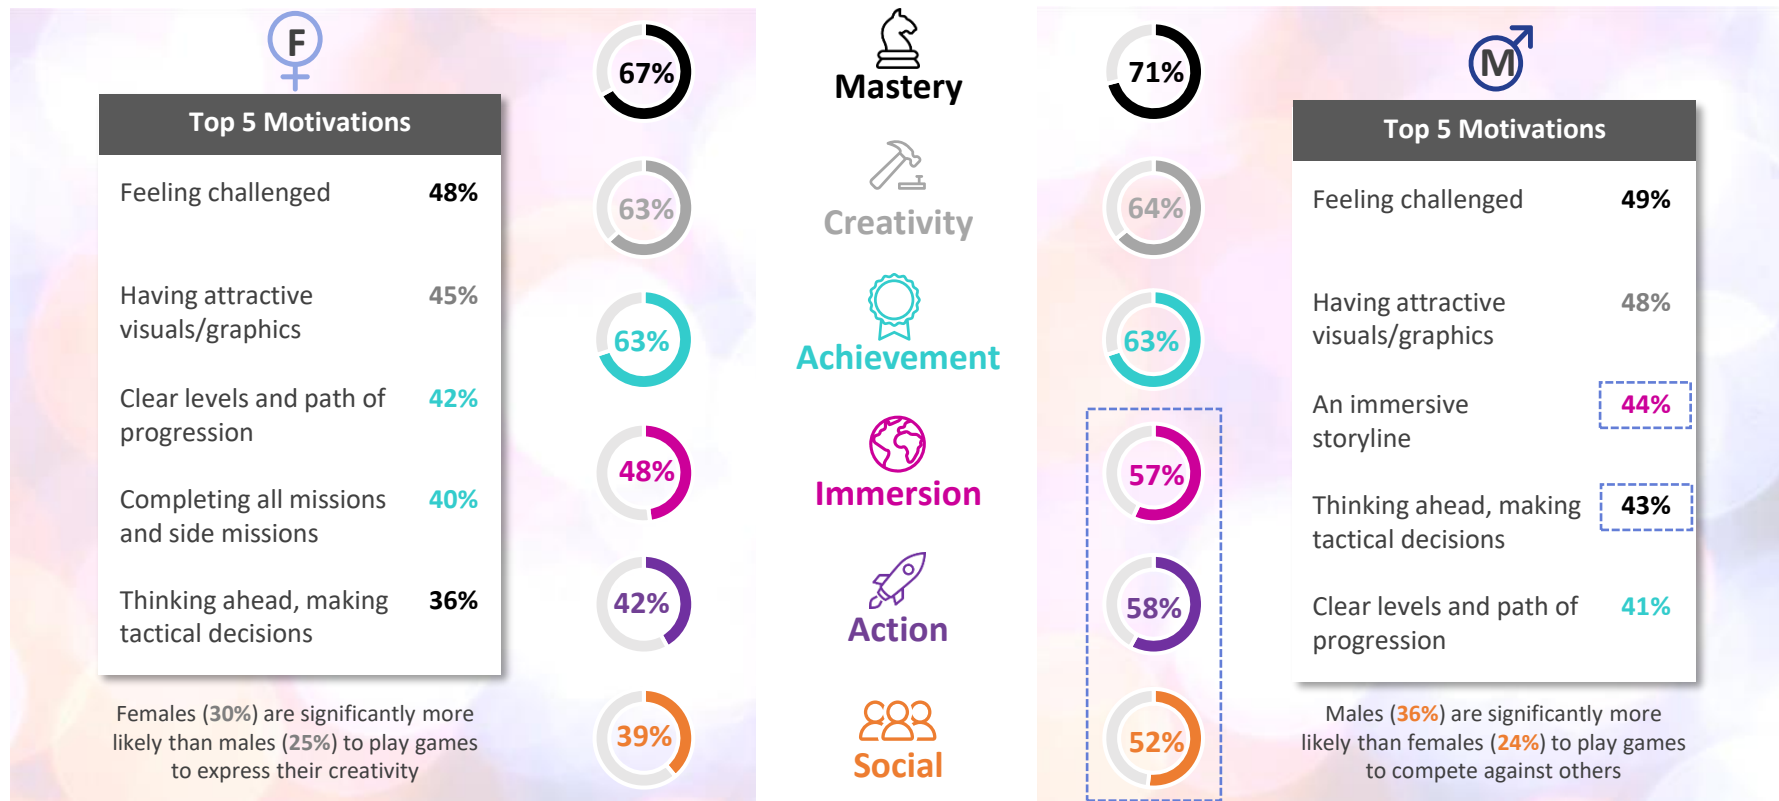 F
Top 5 Motivations
Feeling challenged 48%
Having attractive 45%
visuals/graphics
Clear levels and path of 42%
progression
Completing all missions 40%
and side missions
Thinking ahead, making 36%
tactical decisions
Females (30%) are significantly more
likely than males (25%) to play games
to express their creativity
67% Mastery 71%
63% Creativity 64%
63% Achievement 63%
48% Immersion 57%
42% Action 58%
39% Social 52%
M
Top 5 Motivations
Feeling challenged 49%
Having attractive 48%
visuals/graphics
An immersive 44%
storyline
Thinking ahead, making 43%
tactical decisions
Clear levels and path of 41%
progression
Males (36%) are significantly more
likely than females (24%) to play games
to compete against others